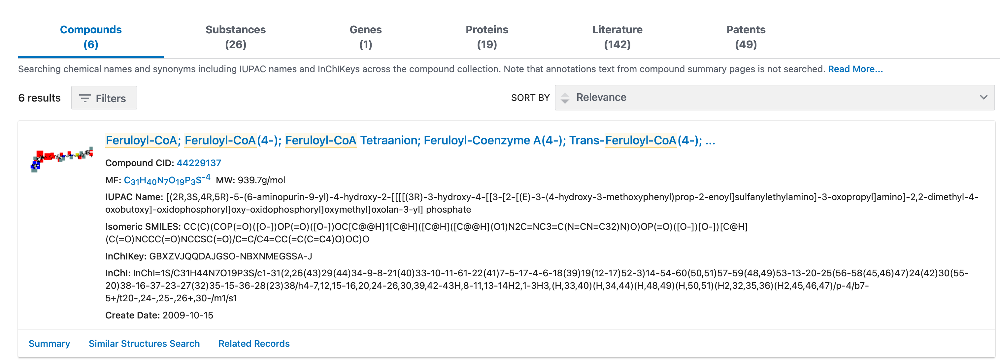 Compounds Substances Genes Proteins Literature Patents
(6) (26) (1) (19) (142) (49)
Searching chemical names and synonyms including IUPAC names and InChIKeys across the compound collection. Note that annotations text from compound summary pages is not searched. Read More...
6 results Filters SORT BY Relevance
Feruloyl-CoA; Feruloyl-CoA(4-); Feruloyl-CoA Tetraanion; Feruloyl-Coenzyme A(4-); Trans-Feruloyl-CoA(4-); ...
Compound CID: 44229137
MF: C₃₁H₄₀N₇O₁₉P₃S⁻⁴ MW: 939.7g/mol
IUPAC Name: [(2R,3S,4R,5R)-5-(6-aminopurin-9-yl)-4-hydroxy-2-[[[[(3R)-3-hydroxy-4-[[3-[2-[(E)-3-(4-hydroxy-3-methoxyphenyl)prop-2-enoyl]sulfanylethylamino]-3-oxopropyl]amino]-2,2-dimethyl-4-
oxobutoxy]-oxidophosphoryl]oxy-oxidophosphoryl]oxymethyl]oxolan-3-yl] phosphate
Isomeric SMILES: CC(C)(COP(=O)([O-])OP(=O)([O-])OC[C@@H]1[C@H]([C@H]([C@@H](O1)N2C=NC3=C(N=CN=C32)N)O)OP(=O)([O-])[O-])[C@H]
(C(=O)NCCC(=O)NCCSC(=O)/C=C/C4=CC(=C(C=C4)O)OC)O
InChIKey: GBXZVJQQDAJGSO-NBXNMEGSSA-J
InChI: InChI=1S/C31H44N7O19P3S/c1-31(2,26(43)29(44)34-9-8-21(40)33-10-11-61-22(41)7-5-17-4-6-18(39)19(12-17)52-3)14-54-60(50,51)57-59(48,49)53-13-20-25(56-58(45,46)47)24(42)30(55-
20)38-16-37-23-27(32)35-15-36-28(23)38/h4-7,12,15-16,20,24-26,30,39,42-43H,8-11,13-14H2,1-3H3,(H,33,40)(H,34,44)(H,48,49)(H,50,51)(H2,32,35,36)(H2,45,46,47)/p-4/b7-
5+/t20-,24-,25-,26+,30-/m1/s1
Create Date: 2009-10-15
Summary Similar Structures Search Related Records